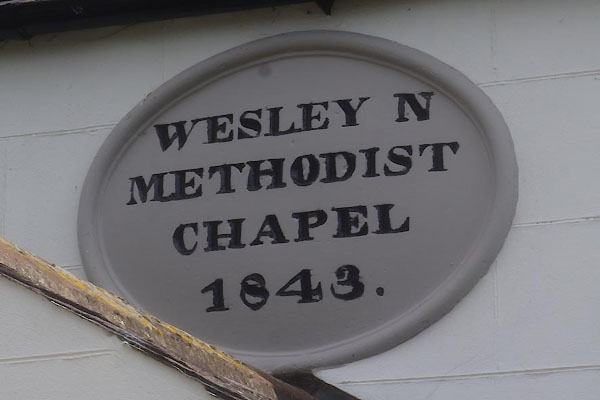 WESLEY N
METHODIST
CHAPEL
1843.